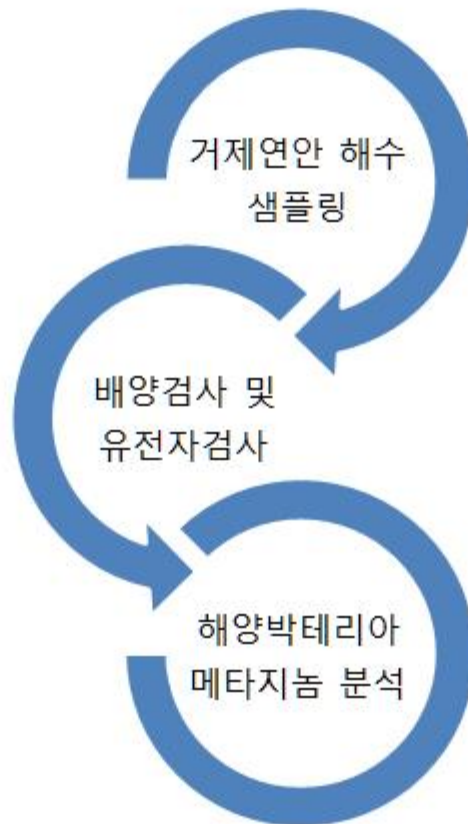 거제연안 해수
샘플링
배양검사 및
유전자검사
해양박테리아
메타지놈 분석